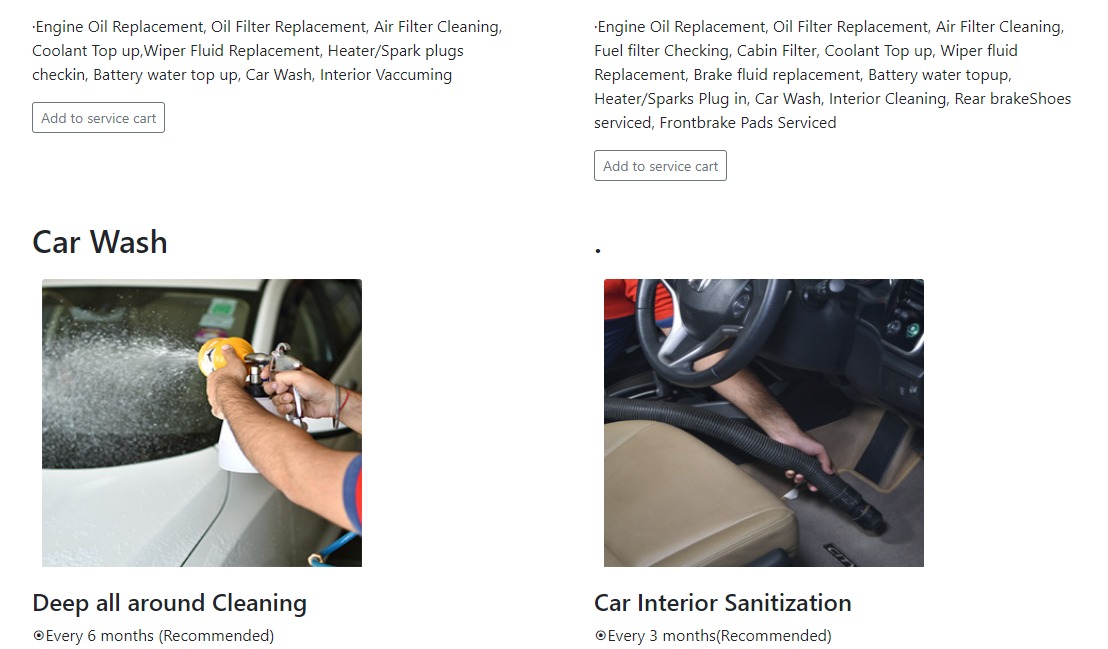 ·Engine Oil Replacement, Oil Filter Replacement, Air Filter Cleaning,
Coolant Top up,Wiper Fluid Replacement, Heater/Spark plugs
checkin, Battery water top up, Car Wash, Interior Vaccuming
Add to service cart
·Engine Oil Replacement, Oil Filter Replacement, Air Filter Cleaning,
Fuel filter Checking, Cabin Filter, Coolant Top up, Wiper fluid
Replacement, Brake fluid replacement, Battery water topup,
Heater/Sparks Plug in, Car Wash, Interior Cleaning, Rear brakeShoes
serviced, Frontbrake Pads Serviced
Add to service cart
Car Wash
.
Deep all around Cleaning
⦿Every 6 months (Recommended)
Car Interior Sanitization
⦿Every 3 months(Recommended)